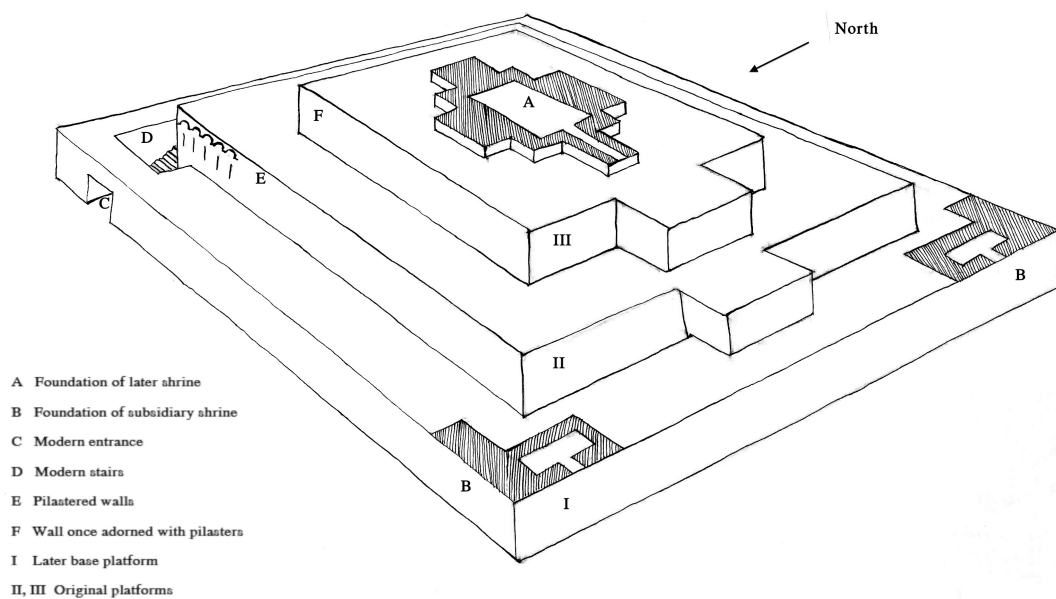 North
A
F
D
E
C
III
B
II
B
I
A Foundation of later shrine
B Foundation of subsidiary shrine
C Modern entrance
D Modern stairs
E Pilastered walls
F Wall once adorned with pilasters
I Later base platform
II, III Original platforms